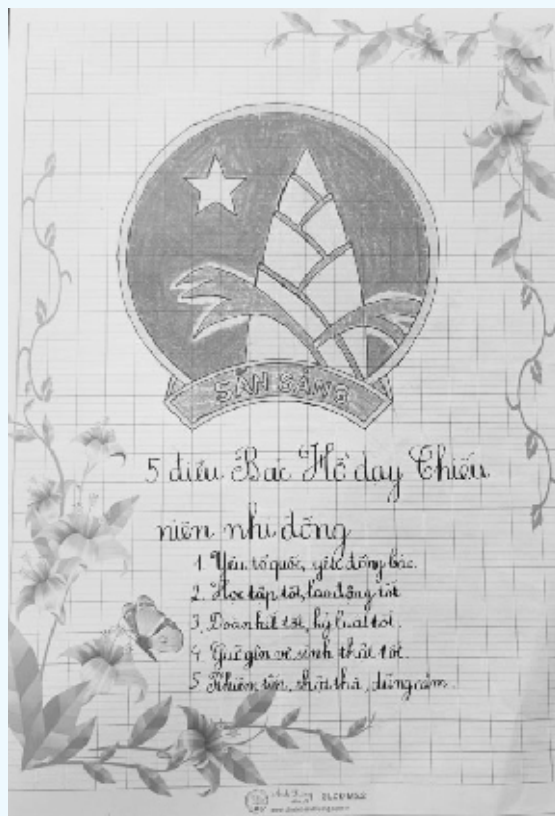 SẴN SÀNG
5 điều Bác Hồ dạy Thiếu
niên nhi đồng
1. Yêu tổ quốc, yêu đồng bào.
2. Học tập tốt, lao động tốt
3. Đoàn kết tốt, kỷ luật tốt.
4. Giữ gìn vệ sinh thật tốt.
5. Khiêm tốn, thật thà, dũng cảm.